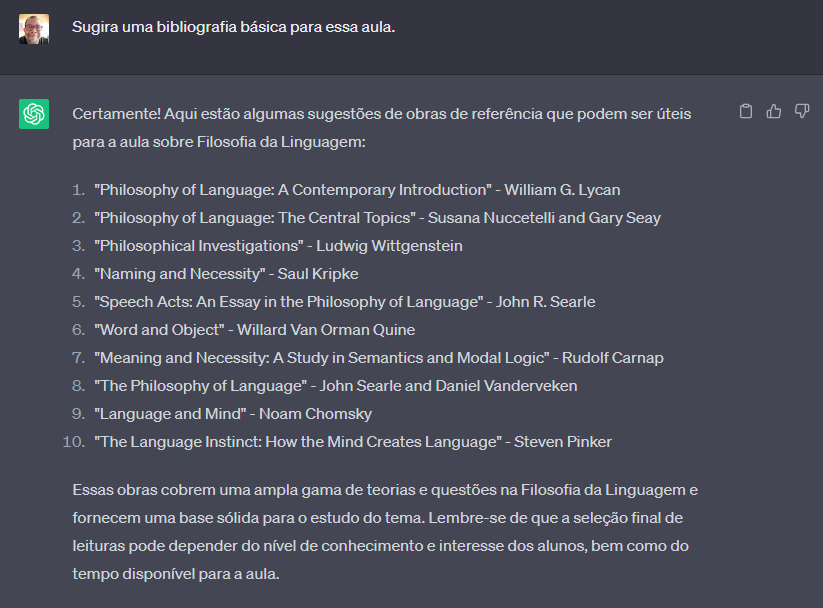 Sugira uma bibliografia básica para essa aula.
Certamente! Aqui estão algumas sugestões de obras de referência que podem ser úteis
para a aula sobre Filosofia da Linguagem:
1. "Philosophy of Language: A Contemporary Introduction" - William G. Lycan
2. "Philosophy of Language: The Central Topics" - Susana Nuccetelli and Gary Seay
3. "Philosophical Investigations" - Ludwig Wittgenstein
4. "Naming and Necessity" - Saul Kripke
5. "Speech Acts: An Essay in the Philosophy of Language" - John R. Searle
6. "Word and Object" - Willard Van Orman Quine
7. "Meaning and Necessity: A Study in Semantics and Modal Logic" - Rudolf Carnap
8. "The Philosophy of Language" - John Searle and Daniel Vanderveken
9. "Language and Mind" - Noam Chomsky
10. "The Language Instinct: How the Mind Creates Language" - Steven Pinker
Essas obras cobrem uma ampla gama de teorias e questões na Filosofia da Linguagem e
fornecem uma base sólida para o estudo do tema. Lembre-se de que a seleção final de
leituras pode depender do nível de conhecimento e interesse dos alunos, bem como do
tempo disponível para a aula.